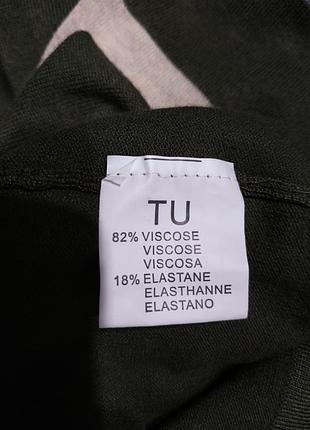 TU
82% VISCOSE
VISCOSE
VISCOSA
18% ELASTANE
ELASTHANNE
ELASTANO